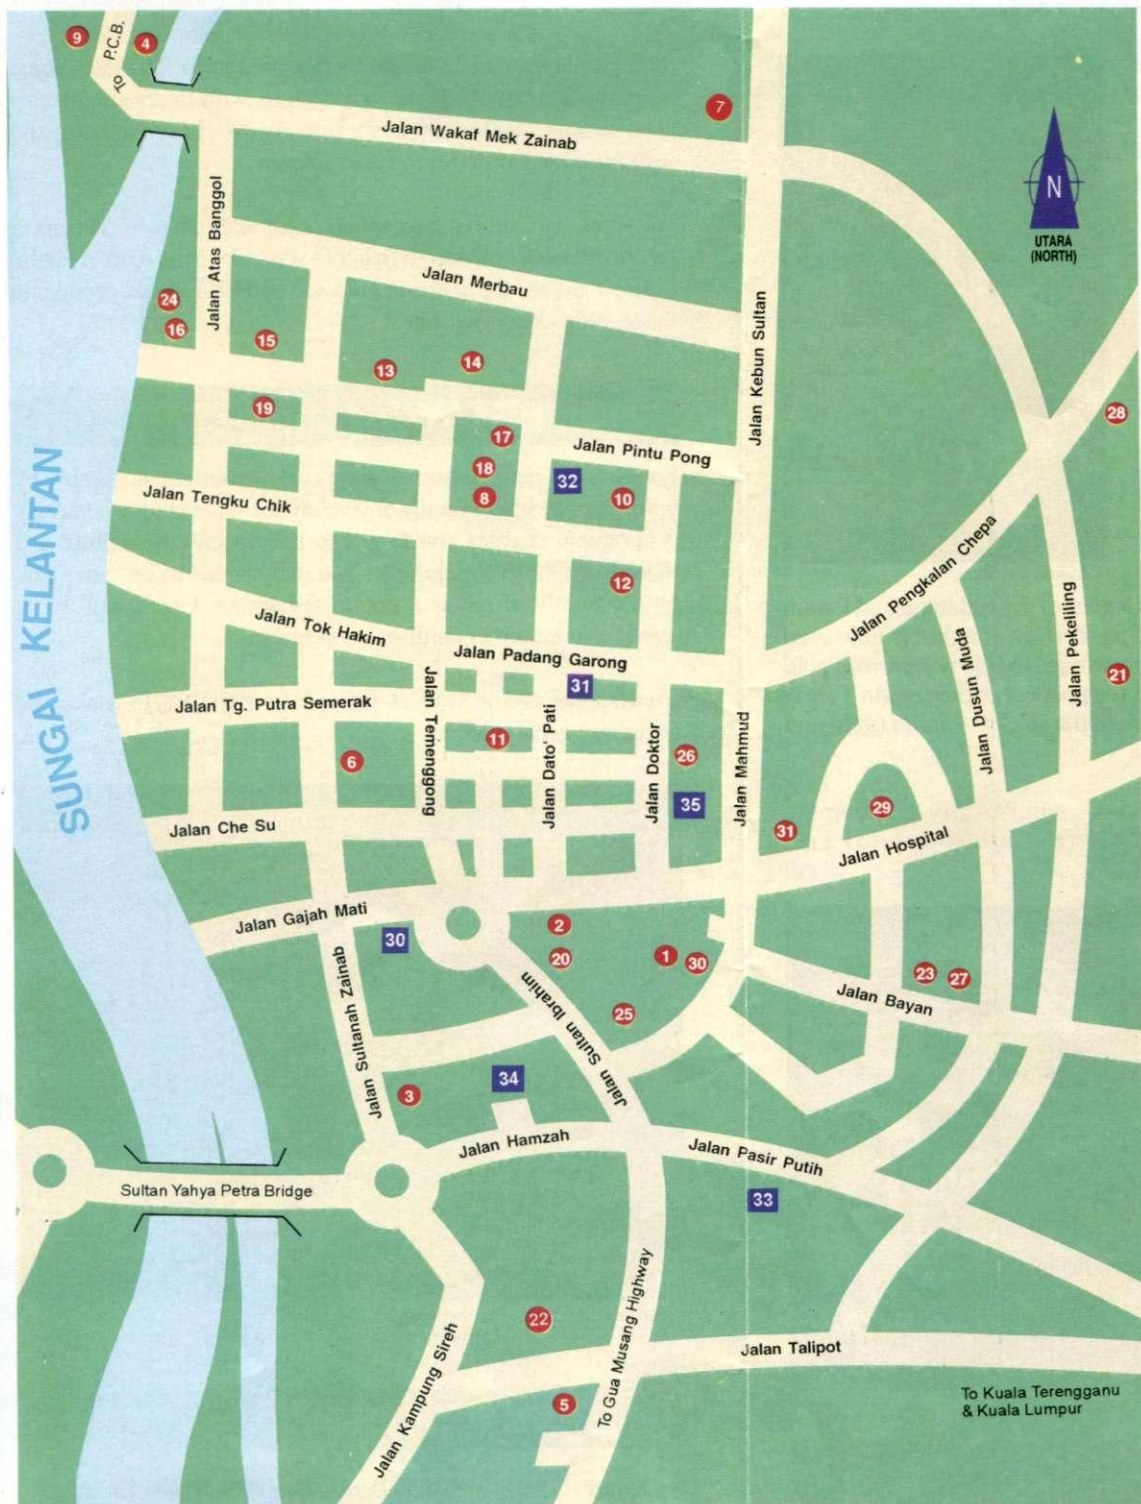 9
To P.C.B.
4
7
Jalan Wakaf Mek Zainab
N
UTARA
(NORTH)
Jalan Atas Banggol
Jalan Merbau
24
16
15
13
14
Jalan Kebun Sultan
19
17
28
Jalan Pintu Pong
18
32
8
10
Jalan Tengku Chik
SUNGAI KELANTAN
12
Jalan Pengkalan Chepa
Jalan Tok Hakim
Jalan Padang Garong
Jalan Dusun Muda
Jalan Pekeliling
21
31
Jalan Tg. Putra Semerak
Jalan Temenggong
11
Jalan Dato' Pati
Jalan Doktor
26
Jalan Mahmud
6
35
29
31
Jalan Che Su
Jalan Hospital
Jalan Gajah Mati
30
2
20
1
30
23
27
Jalan Bayan
25
Jalan Sultanah Zainab
Jalan Sultan Ibrahim
Jalan
34
3
Jalan Hamzah
Jalan Pasir Putih
Sultan Yahya Petra Bridge
33
22
Jalan Kampung Sireh
To Gua Musang Highway
Jalan Talipot
5
To Kuala Terengganu
& Kuala Lumpur